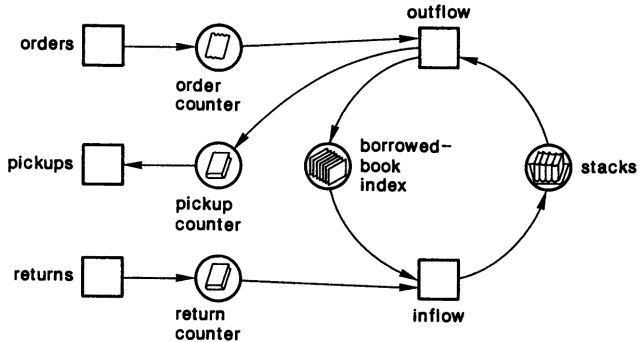 outflow
orders
order
counter
pickups
borrowed–
book
index
stacks
pickup
counter
returns
return
counter
inflow